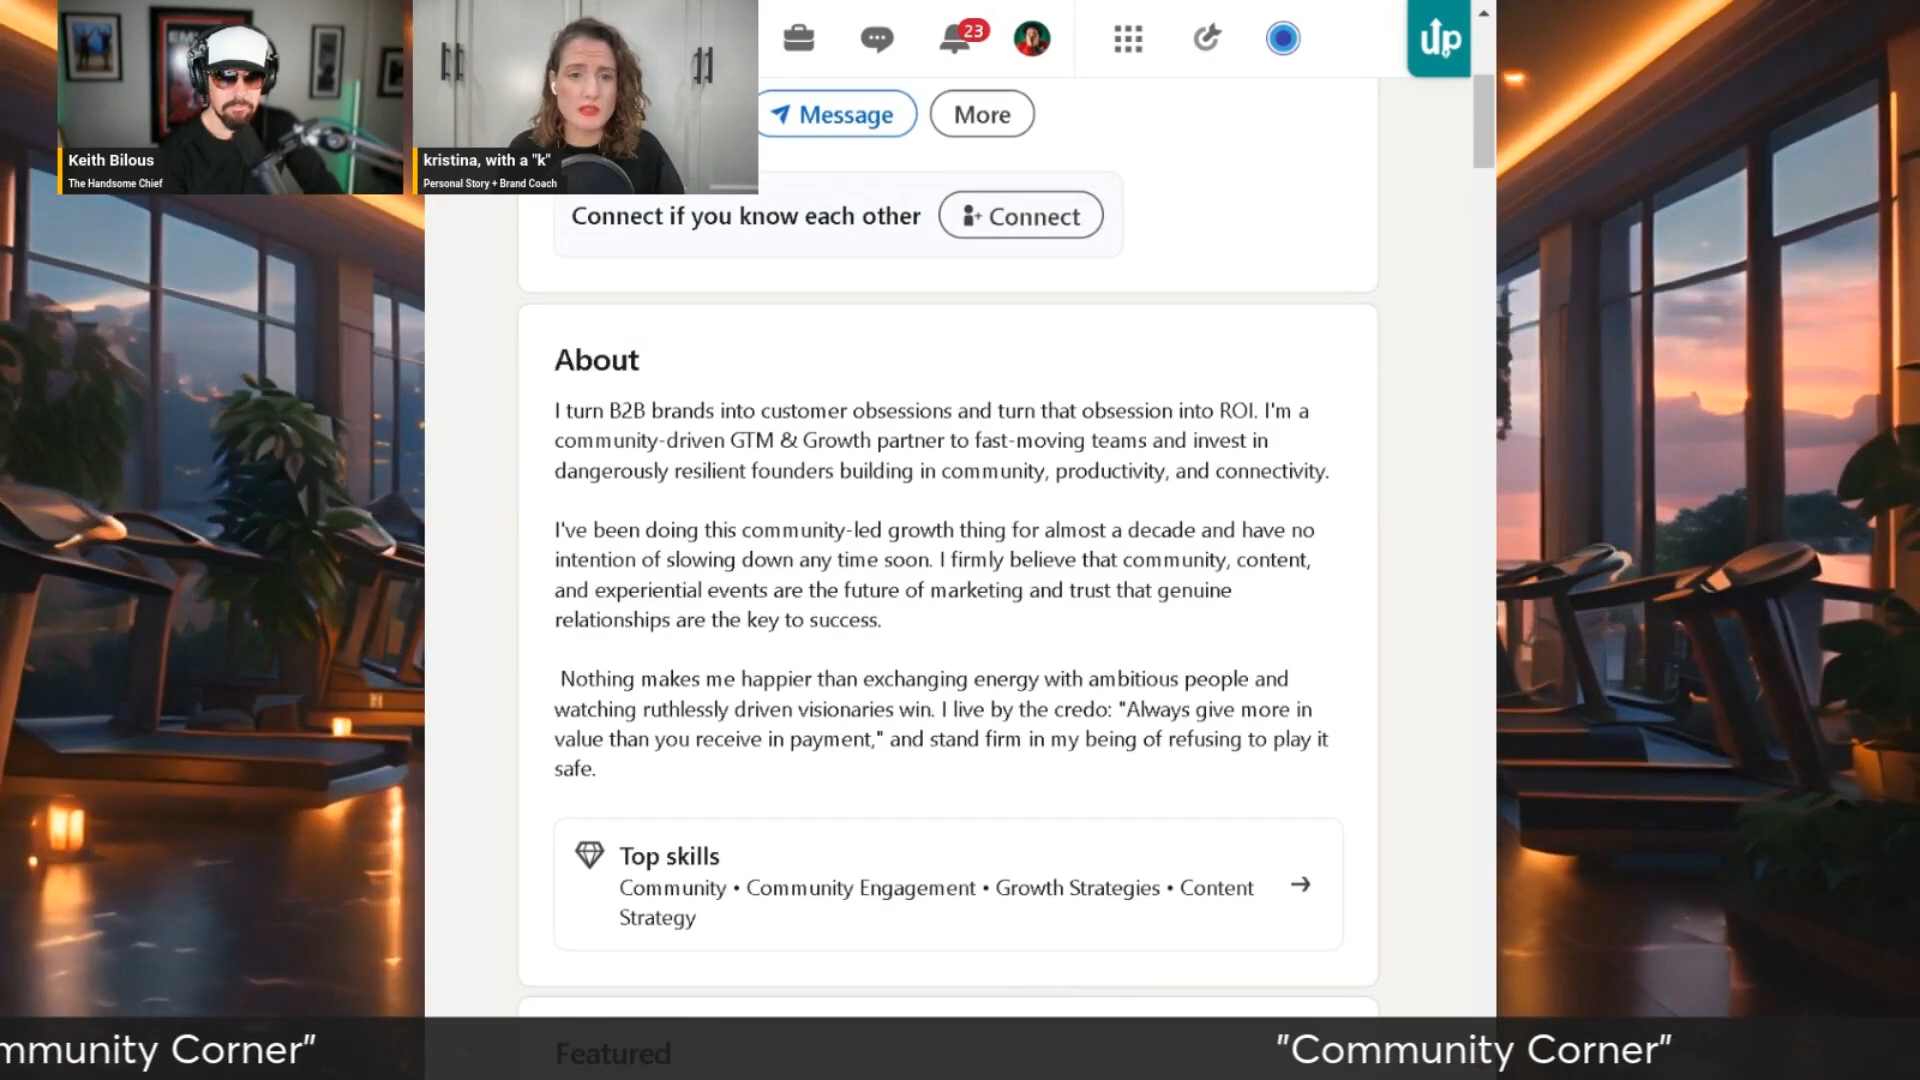 Keith Bilous
The Handsome Chief
kristina, with a "k"
Personal Story + Brand Coach
23
up
Message
More
Connect if you know each other
Connect
About
I turn B2B brands into customer obsessions and turn that obsession into ROI. I'm a
community-driven GTM & Growth partner to fast-moving teams and invest in
dangerously resilient founders building in community, productivity, and connectivity.
I've been doing this community-led growth thing for almost a decade and have no
intention of slowing down any time soon. I firmly believe that community, content,
and experiential events are the future of marketing and trust that genuine
relationships are the key to success.
Nothing makes me happier than exchanging energy with ambitious people and
watching ruthlessly driven visionaries win. I live by the credo: "Always give more in
value than you receive in payment," and stand firm in my being of refusing to play it
safe.
Top skills
Community • Community Engagement • Growth Strategies • Content
Strategy
Featured
mmunity Corner"
"Community Corner"